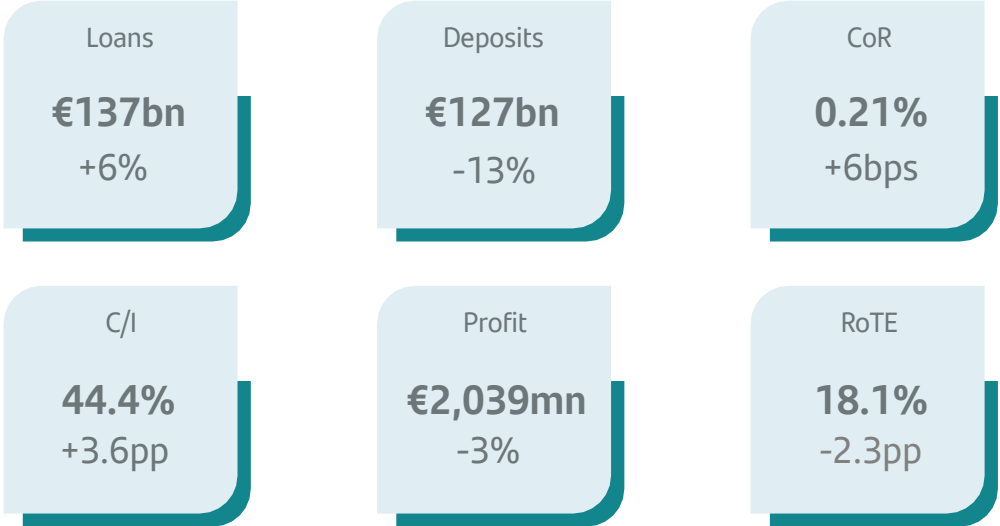 Loans
€137bn
+6%
Deposits
€127bn
-13%
CoR
0.21%
+6bps
C/I
44.4%
+3.6pp
Profit
€2,039mn
-3%
RoTE
18.1%
-2.3pp